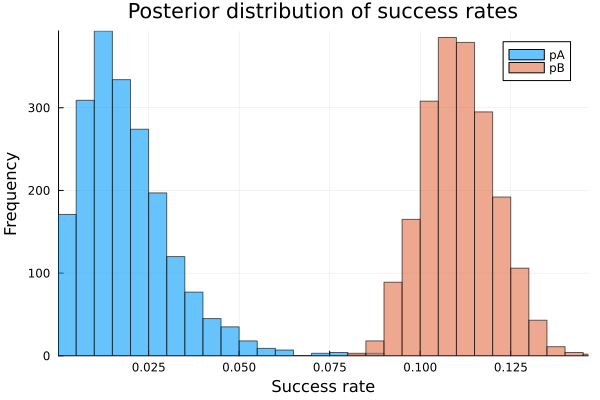 Posterior distribution of success rates
pA
pB
Frequency
300
200
100
0
0.025
0.050
0.075
0.100
0.125
Success rate